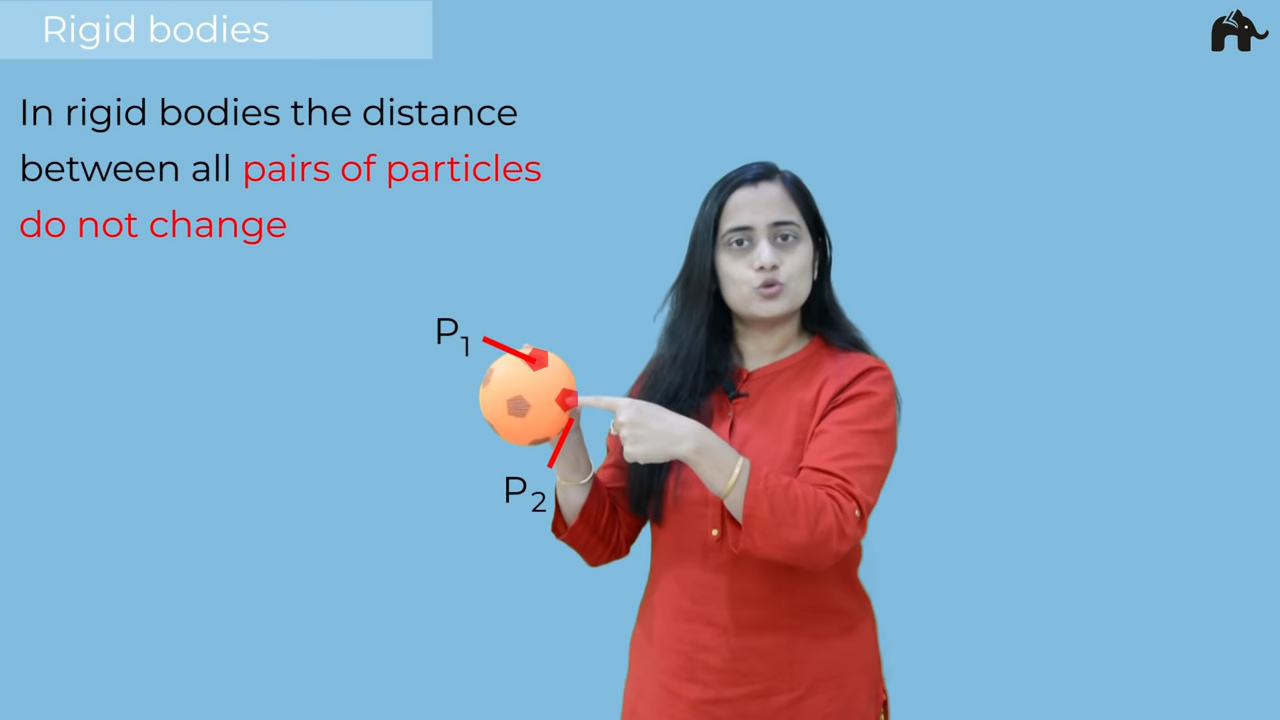 Rigid bodies
In rigid bodies the distance
between all pairs of particles
do not change
P1
P2